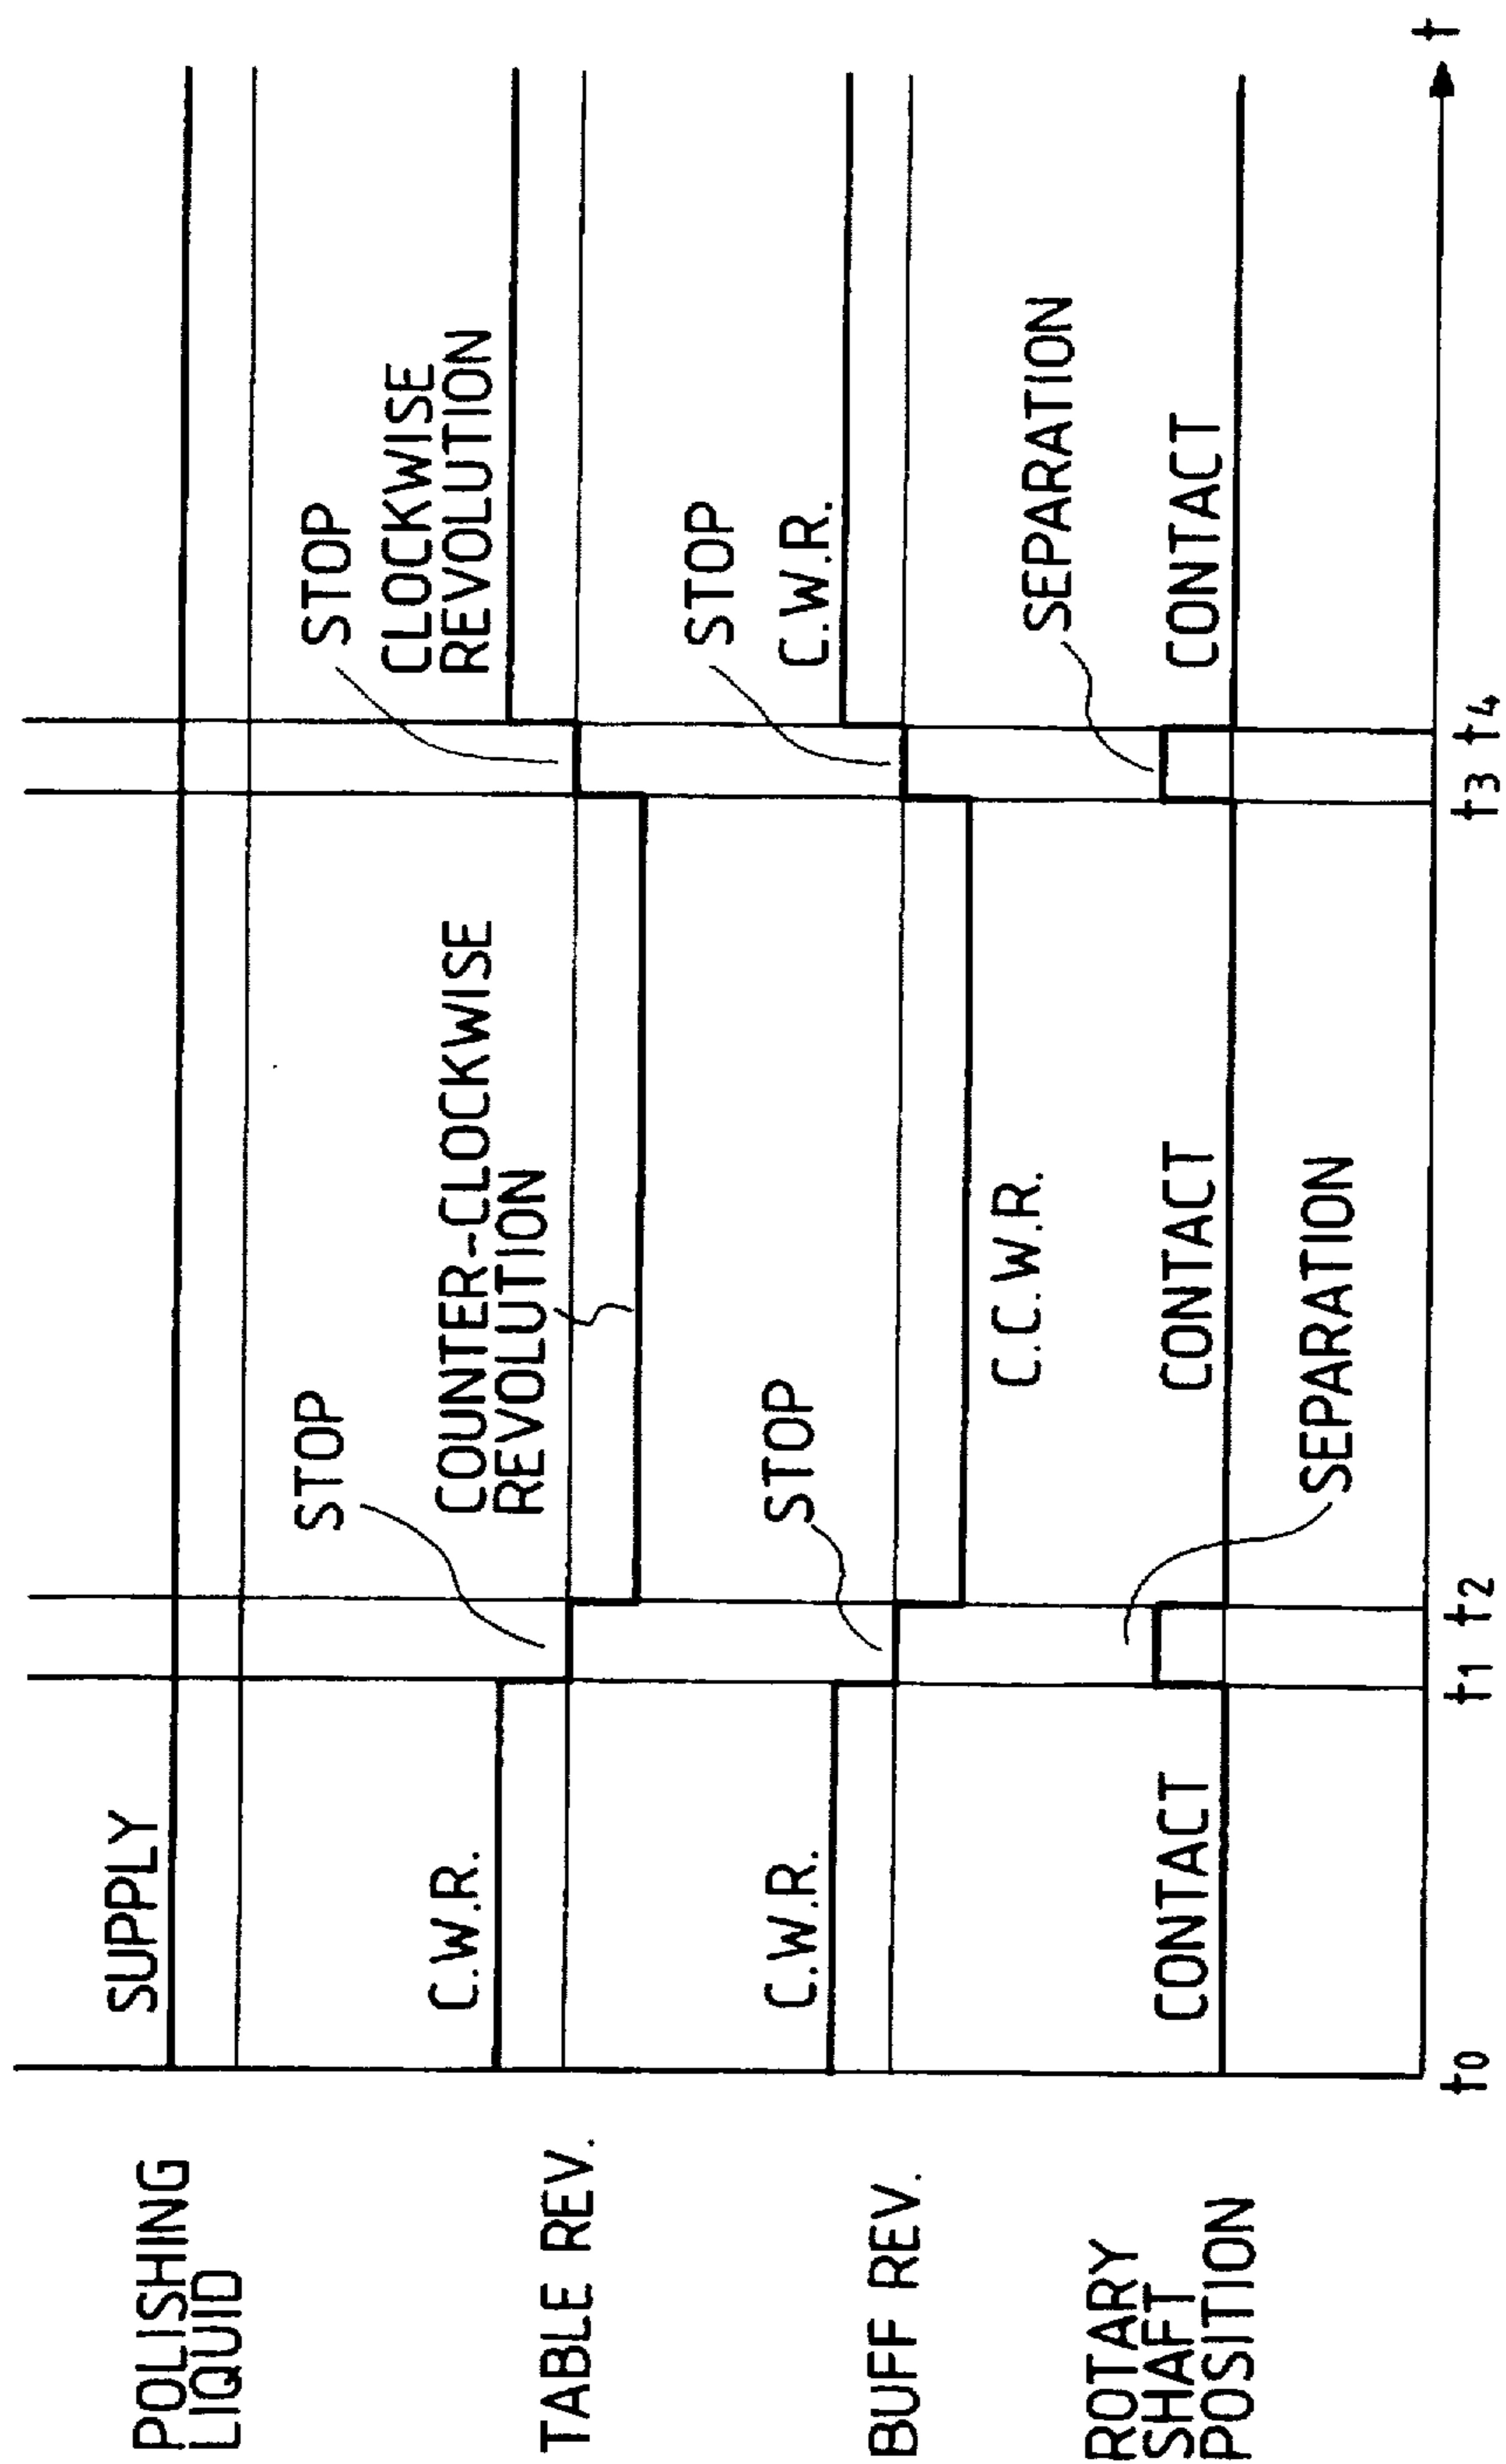 POLISHING
LIQUID
SUPPLY
TABLE REV.
C.W.R.
STOP
COUNTER-CLOCKWISE
REVOLUTION
STOP
CLOCKWISE
REVOLUTION
BUFF REV.
C.W.R.
STOP
C.C.W.R.
STOP
C.W.R.
ROTARY
SHAFT
POSITION
CONTACT
SEPARATION
CONTACT
SEPARATION
CONTACT
t0 t1 t2 t3 t4 t